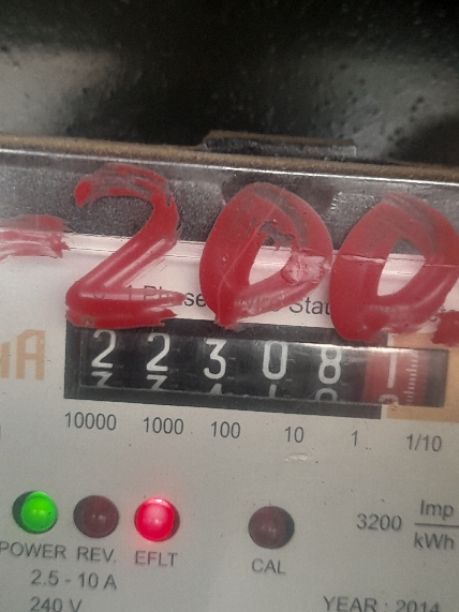 -200
Phase
223081
10000 1000 100 10 1 1/10
3200 Imp/kWh
POWER REV. EFLT CAL
2.5 - 10 A
240 V
YEAR : 2014